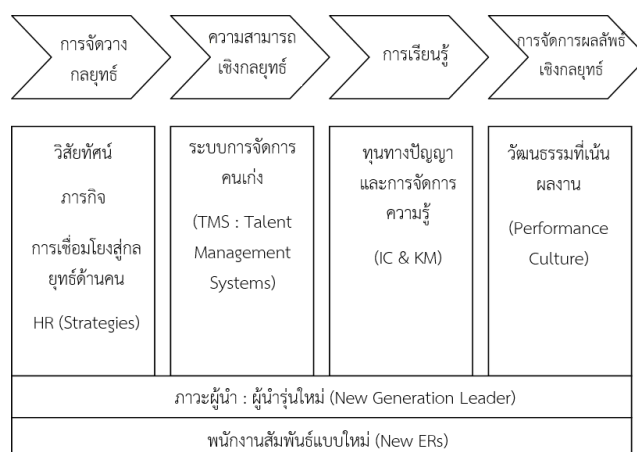 การจัดวาง
กลยุทธ์
ความสามารถ
เชิงกลยุทธ์
การเรียนรู้
การจัดการผลลัพธ์
เชิงกลยุทธ์
วิสัยทัศน์
ภารกิจ
การเชื่อมโยงสู่กล
ยุทธ์ด้านคน
HR (Strategies)
ระบบการจัดการ
คนเก่ง
(TMS : Talent
Management
Systems)
ทุนทางปัญญา
และการจัดการ
ความรู้
(IC & KM)
วัฒนธรรมที่เน้น
ผลงาน
(Performance
Culture)
ภาวะผู้นำ : ผู้นำรุ่นใหม่ (New Generation Leader)
พนักงานสัมพันธ์แบบใหม่ (New ERs)